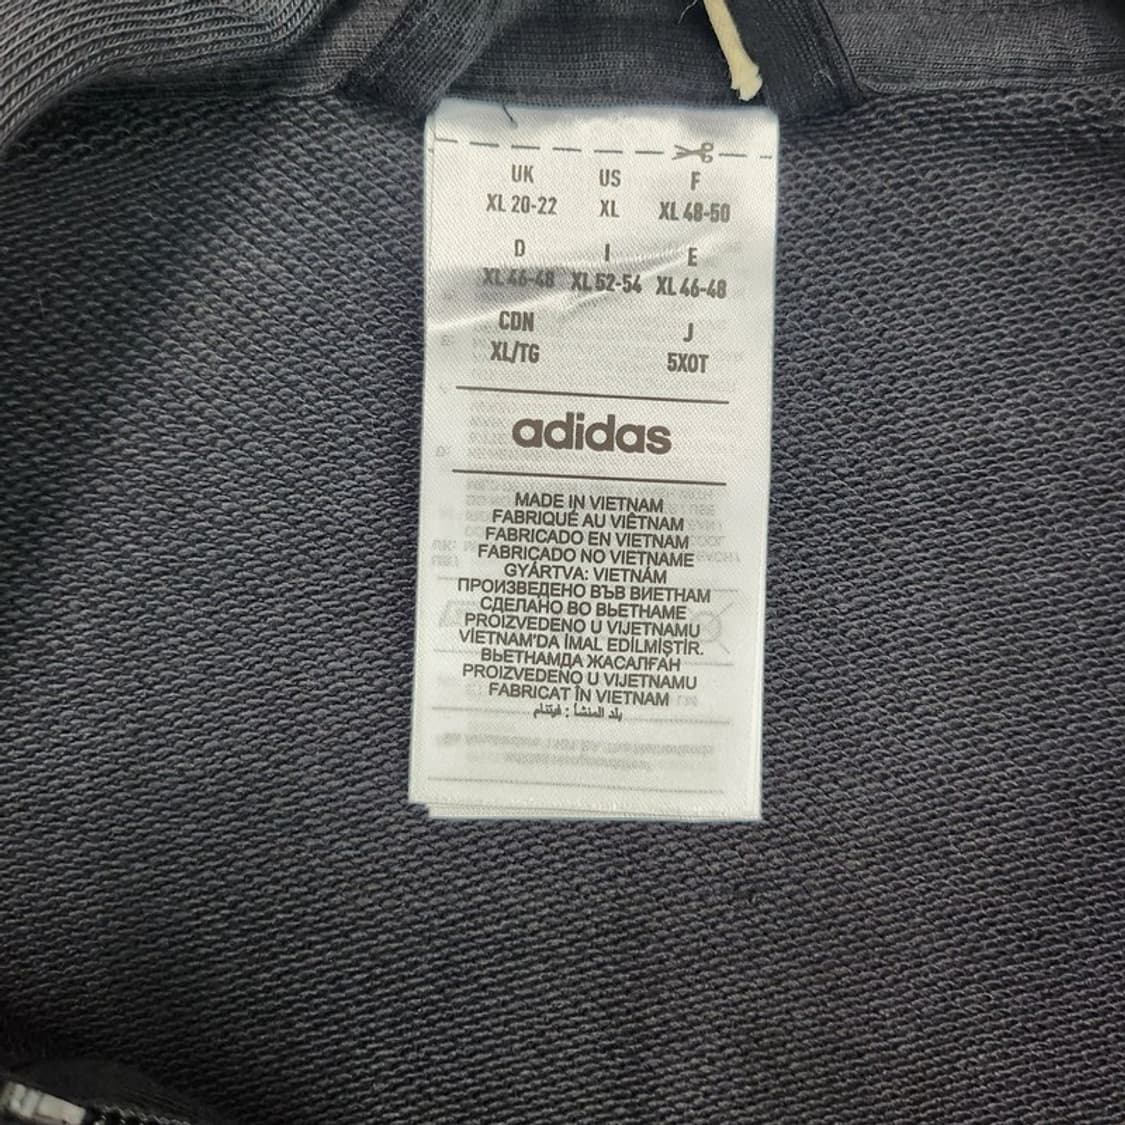 UK US F
XL 20-22 XL XL 48-50
D I E
XL 46-48 XL 52-54 XL 46-48
CDN J
XL/TG 5XOT
adidas
MADE IN VIETNAM
FABRIQUÉ AU VIÊTNAM
FABRICADO EN VIETNAM
FABRICADO NO VIETNAME
GYÁRTVA: VIETNÁM
ПРОИЗВЕДЕНО ВЪВ ВИЕТНАМ
СДЕЛАНО ВО ВЬЕТНАМЕ
PROIZVEDENO U VIJETNAMU
VİETNAM'DA İMAL EDİLMİŞTİR.
ВЬЕТНАМДА ЖАСАЛҒАН
PROIZVEDENO U VIJETNAMU
FABRICAT ÎN VIETNAM
بلد المنشأ : فيتنام